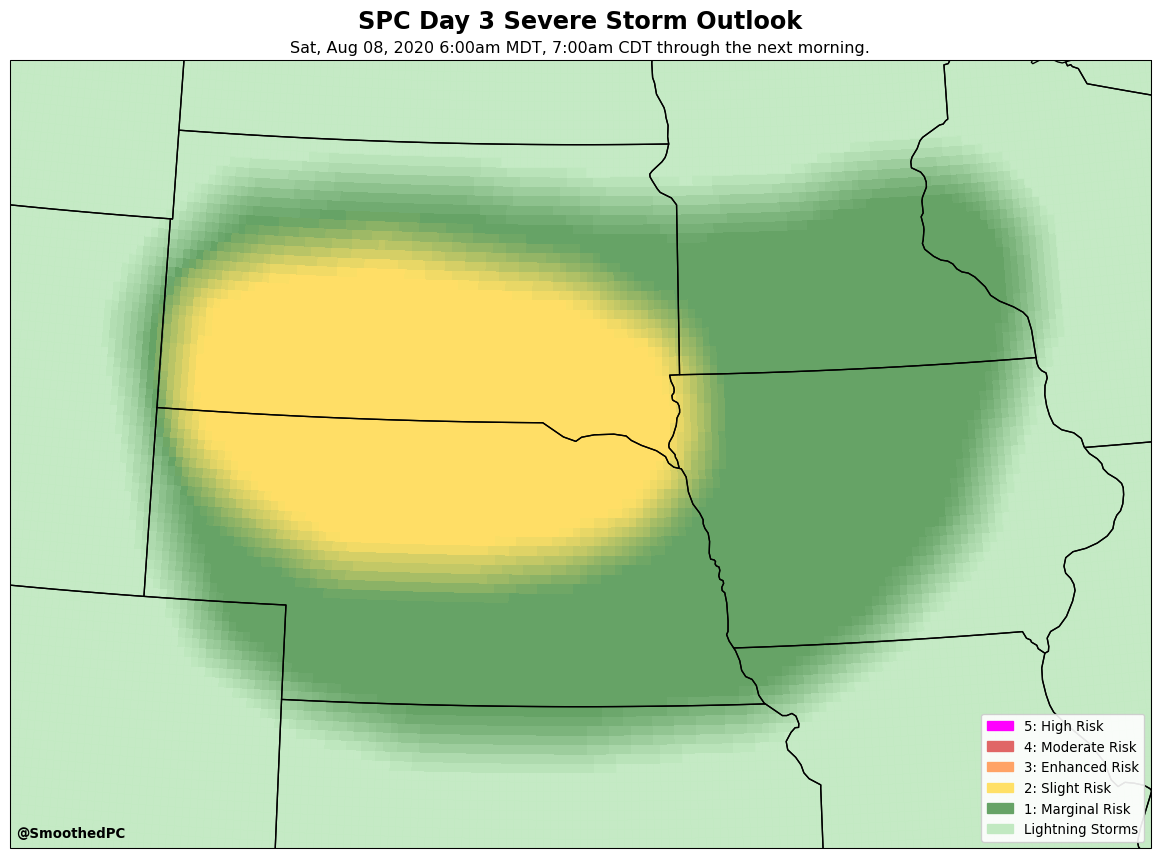 SPC Day 3 Severe Storm Outlook
Sat, Aug 08, 2020 6:00am MDT, 7:00am CDT through the next morning.
5: High Risk
4: Moderate Risk
3: Enhanced Risk
2: Slight Risk
1: Marginal Risk
Lightning Storms
@SmoothedPC